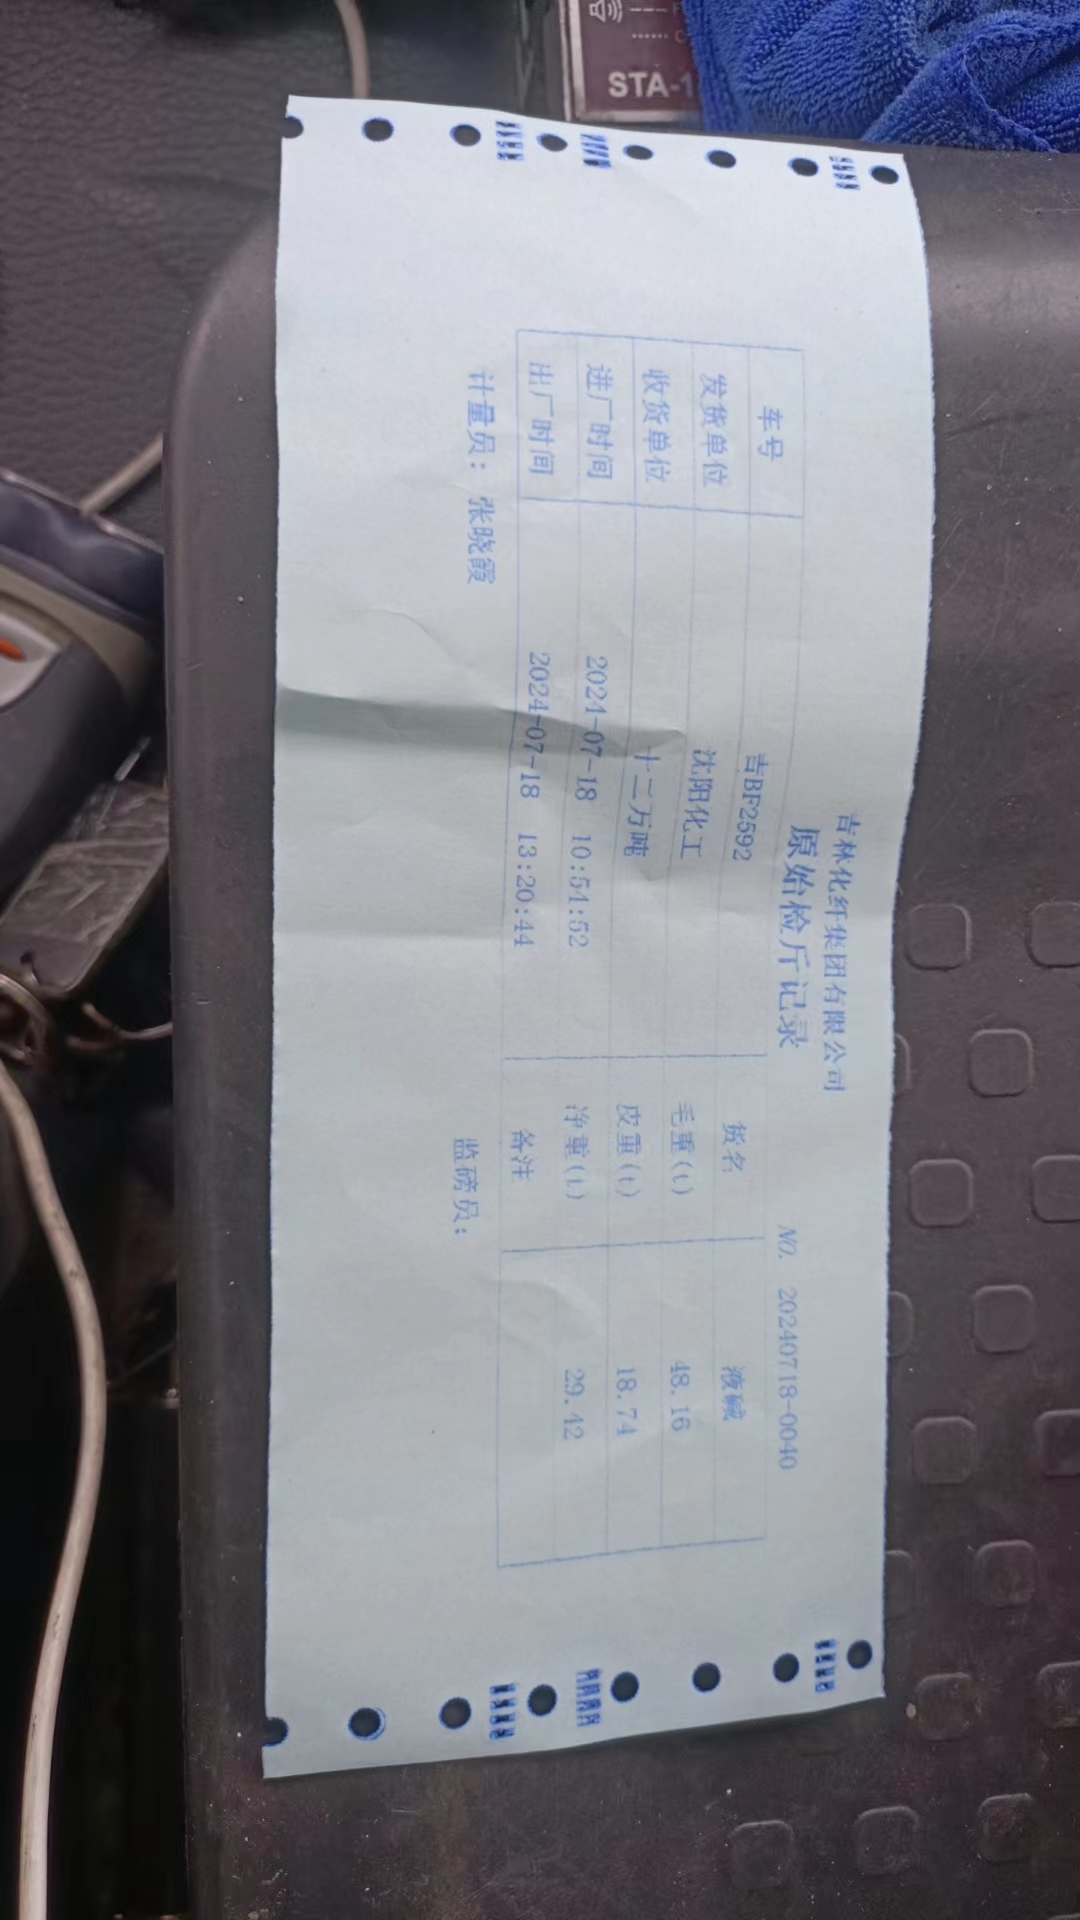 吉林化纤集团有限公司
原始检斤记录
NO. 20240718-0040
车号 吉BF2592 货名 液碱
发货单位 沈阳化工 毛重(t) 48.16
收货单位 十二万吨 皮重(t) 18.74
进厂时间 2024-07-18 10:54:52 净重(t) 29.42
出厂时间 2024-07-18 13:20:44 备注
计量员: 张晓霞 监磅员:
STA-1